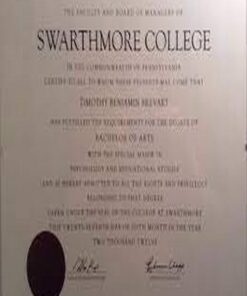 THE FACULTY AND BOARD OF MANAGERS OF
SWARTHMORE COLLEGE
IN THE COMMONWEALTH OF PENNSYLVANIA
CERTIFY TO ALL TO WHOM THESE PRESENTS MAY COME THAT
TIMOTHY BENJAMIN
HAS FULFILLED THE REQUIREMENTS FOR THE DEGREE OF
BACHELOR OF ARTS
WITH THE SPECIAL MAJOR IN
PSYCHOLOGY AND EDUCATIONAL STUDIES
AND IS HEREBY ADMITTED TO ALL THE RIGHTS AND PRIVILEGES
BELONGING TO THAT DEGREE
GIVEN UNDER THE SEAL OF THE COLLEGE AT SWARTHMORE
THIS TWENTY-SEVENTH DAY OF MONTH IN THE YEAR
TWO THOUSAND TWELVE